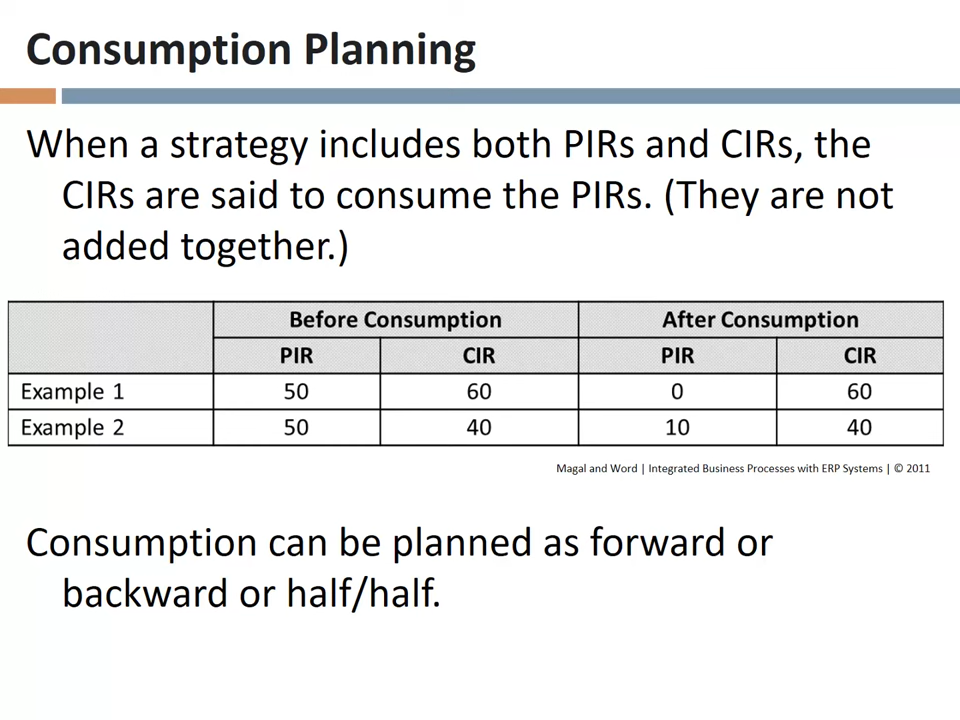 Consumption Planning
When a strategy includes both PIRs and CIRs, the
CIRs are said to consume the PIRs. (They are not
added together.)
Before Consumption After Consumption
PIR CIR PIR CIR
Example 1 50 60 0 60
Example 2 50 40 10 40
Magal and Word | Integrated Business Processes with ERP Systems | © 2011
Consumption can be planned as forward or
backward or half/half.